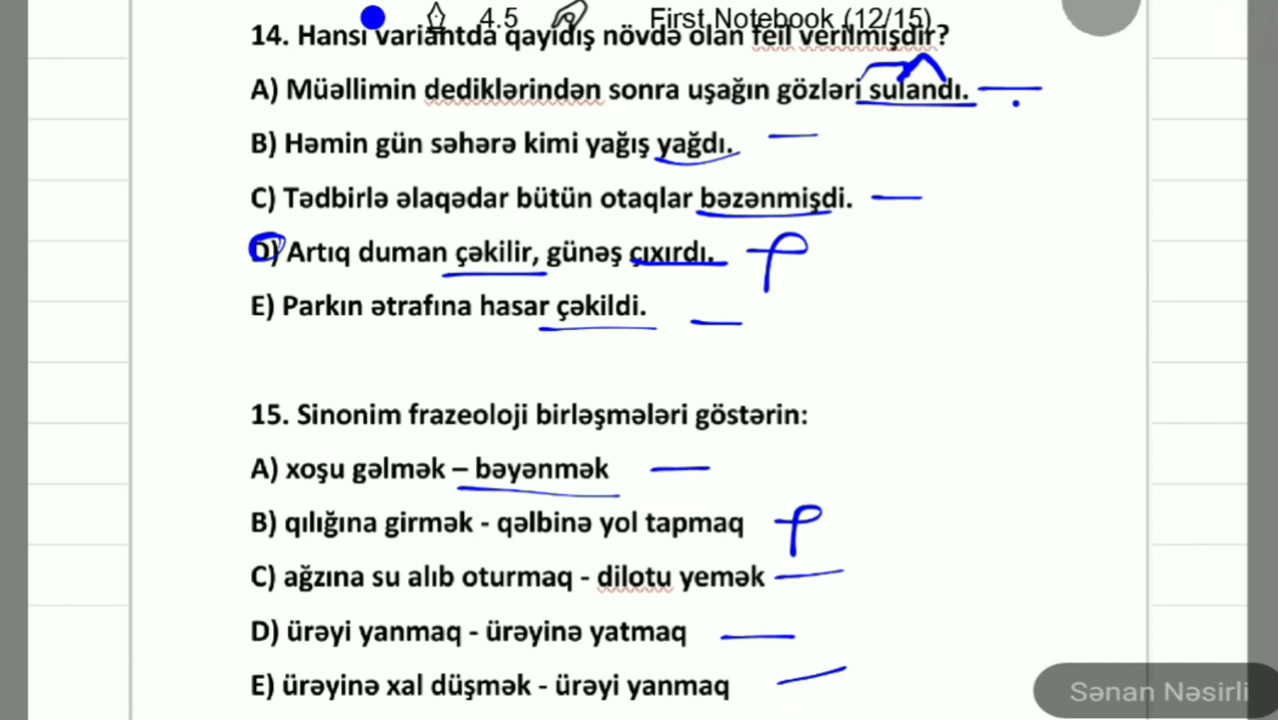 4.5 First Notebook (12/15)
14. Hansı variantda qayıdış növdə olan feil verilmişdir?
A) Müəllimin dediklərindən sonra uşağın gözləri sulandı.
B) Həmin gün səhərə kimi yağış yağdı.
C) Tədbirlə əlaqədar bütün otaqlar bəzənmişdi.
D) Artıq duman çəkilir, günəş çıxırdı.
E) Parkın ətrafına hasar çəkildi.
15. Sinonim frazeoloji birləşmələri göstərin:
A) xoşu gəlmək – bəyənmək
B) qılığına girmək - qəlbinə yol tapmaq
C) ağzına su alıb oturmaq - dilotu yemək
D) ürəyi yanmaq - ürəyinə yatmaq
E) ürəyinə xal düşmək - ürəyi yanmaq
Sənan Nəsirli